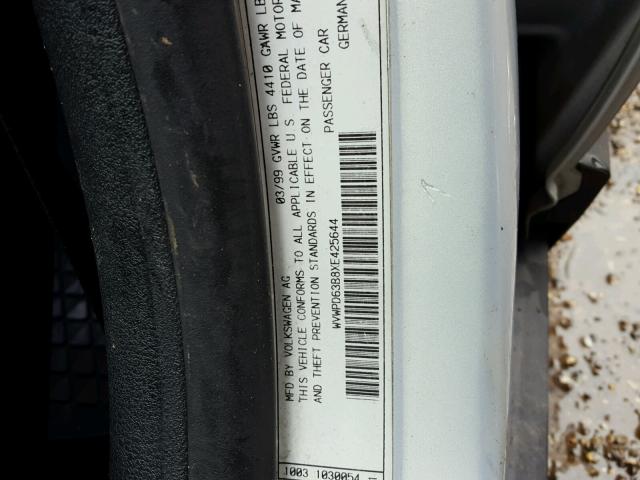 MFD BY VOLKSWAGEN AG
03/99 GVWR LBS 4410 GAWR LB
THIS VEHICLE CONFORMS TO ALL APPLICABLE U S FEDERAL MOTOR
AND THEFT PREVENTION STANDARDS IN EFFECT ON THE DATE OF MA
WVWPD63B8XE425644
PASSENGER CAR
GERMAN
1003 1030054